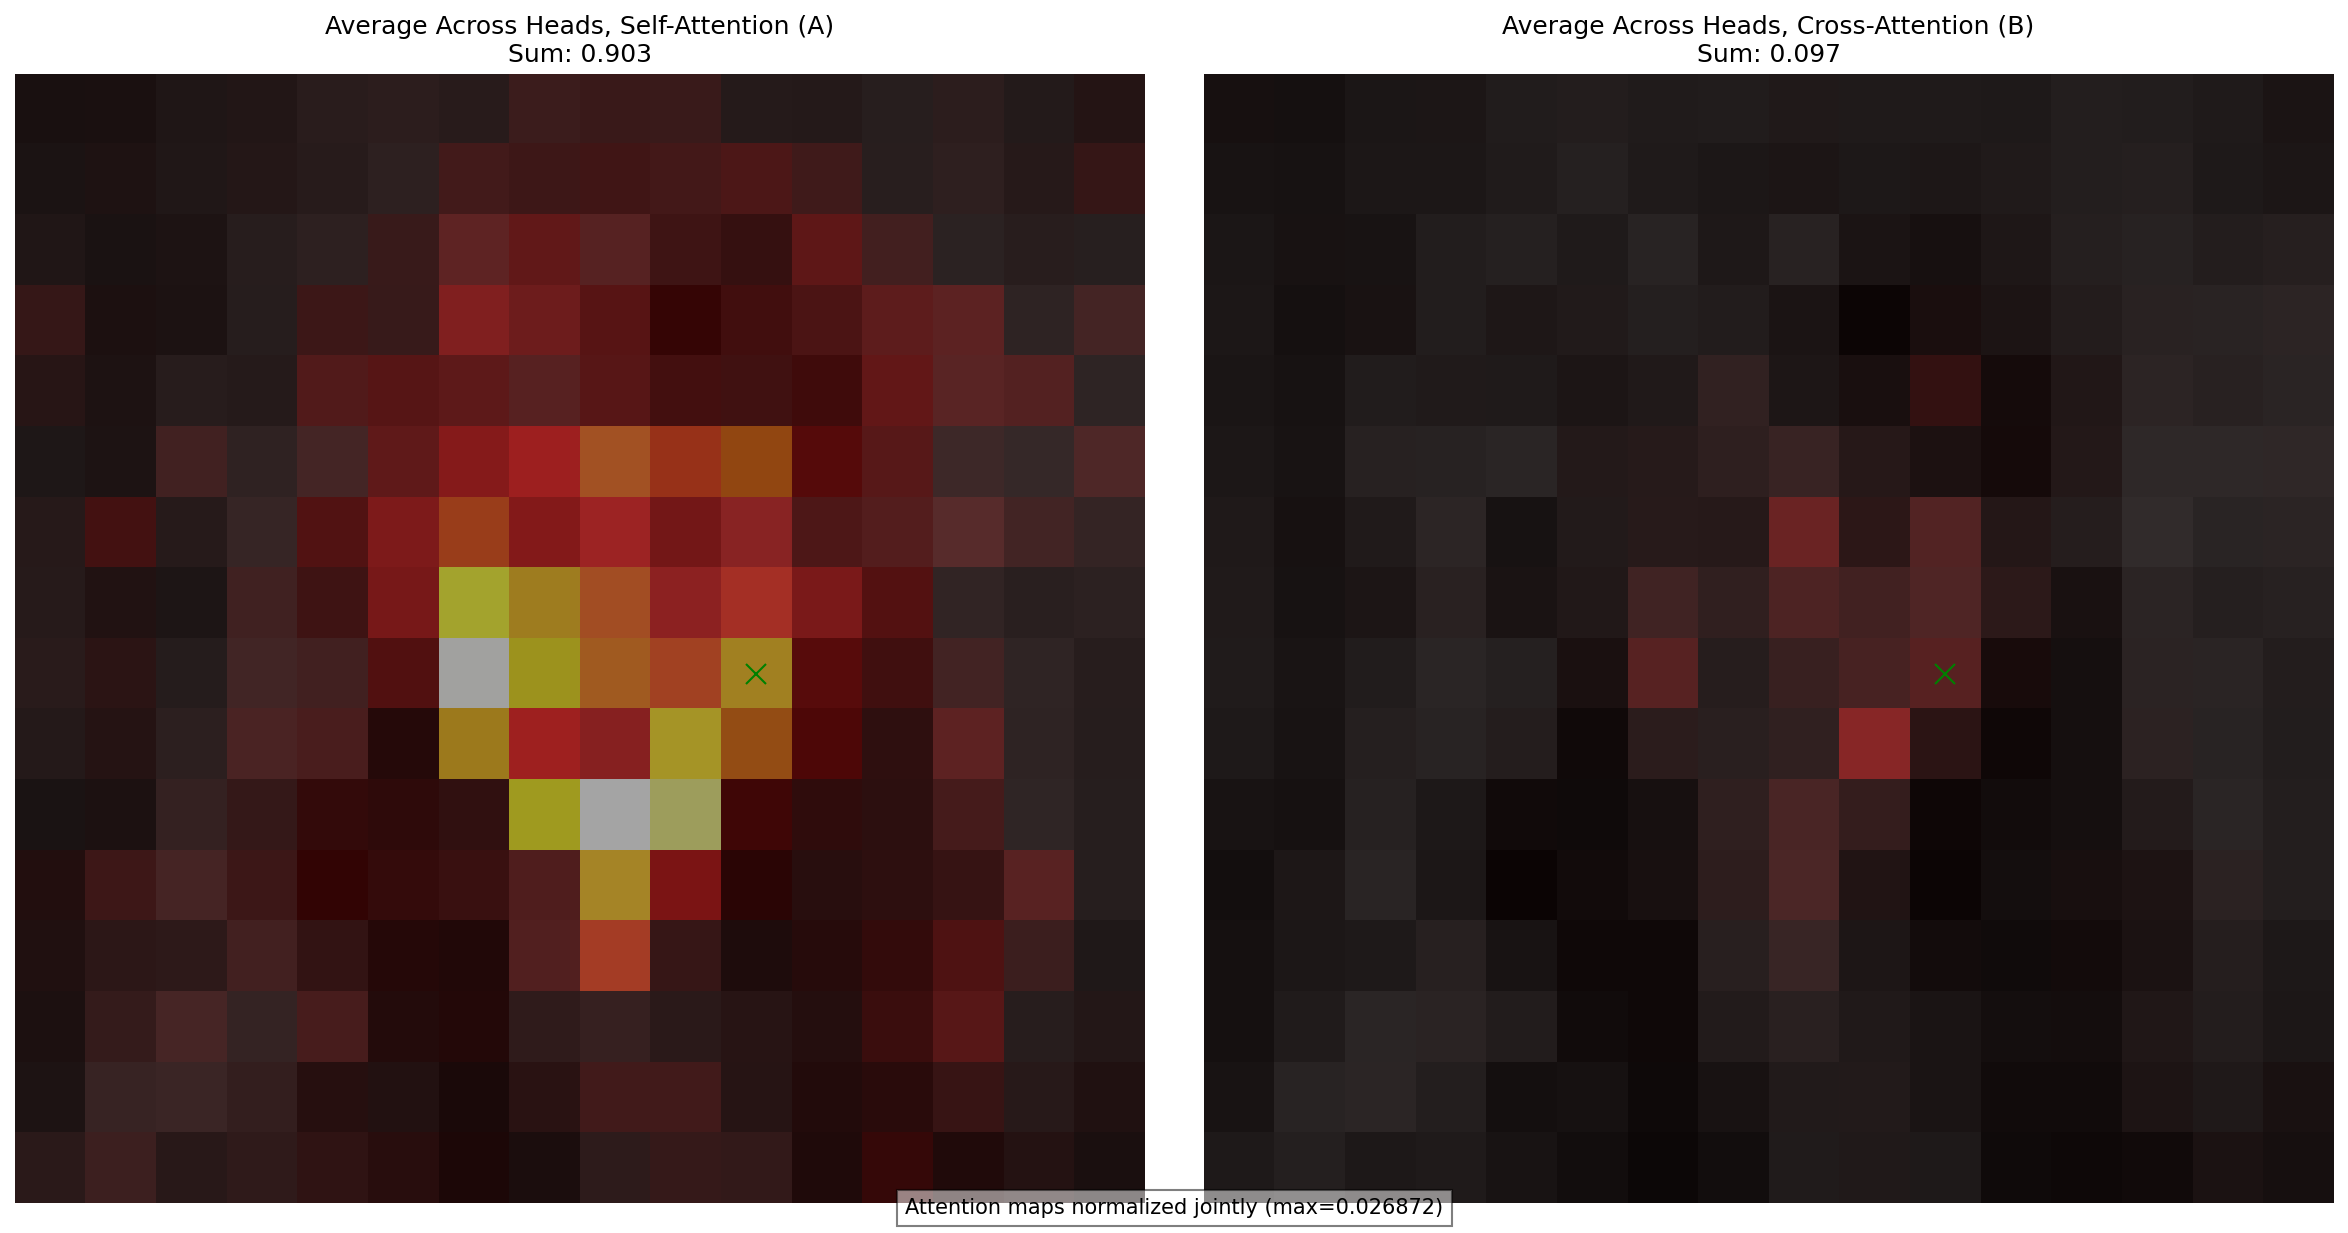 Average Across Heads, Self-Attention (A)
Sum: 0.903
Average Across Heads, Cross-Attention (B)
Sum: 0.097
Attention maps normalized jointly (max=0.026872)